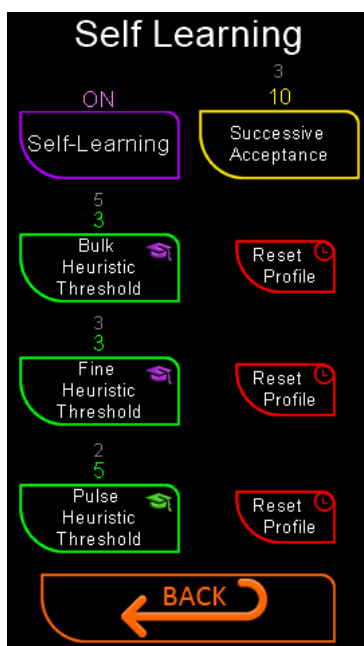 Self Learning
3
ON 10
Self-Learning
Successive
Acceptance
5
3
Bulk
Heuristic
Threshold
Reset
Profile
3
3
Fine
Heuristic
Threshold
Reset
Profile
2
5
Pulse
Heuristic
Threshold
Reset
Profile
BACK